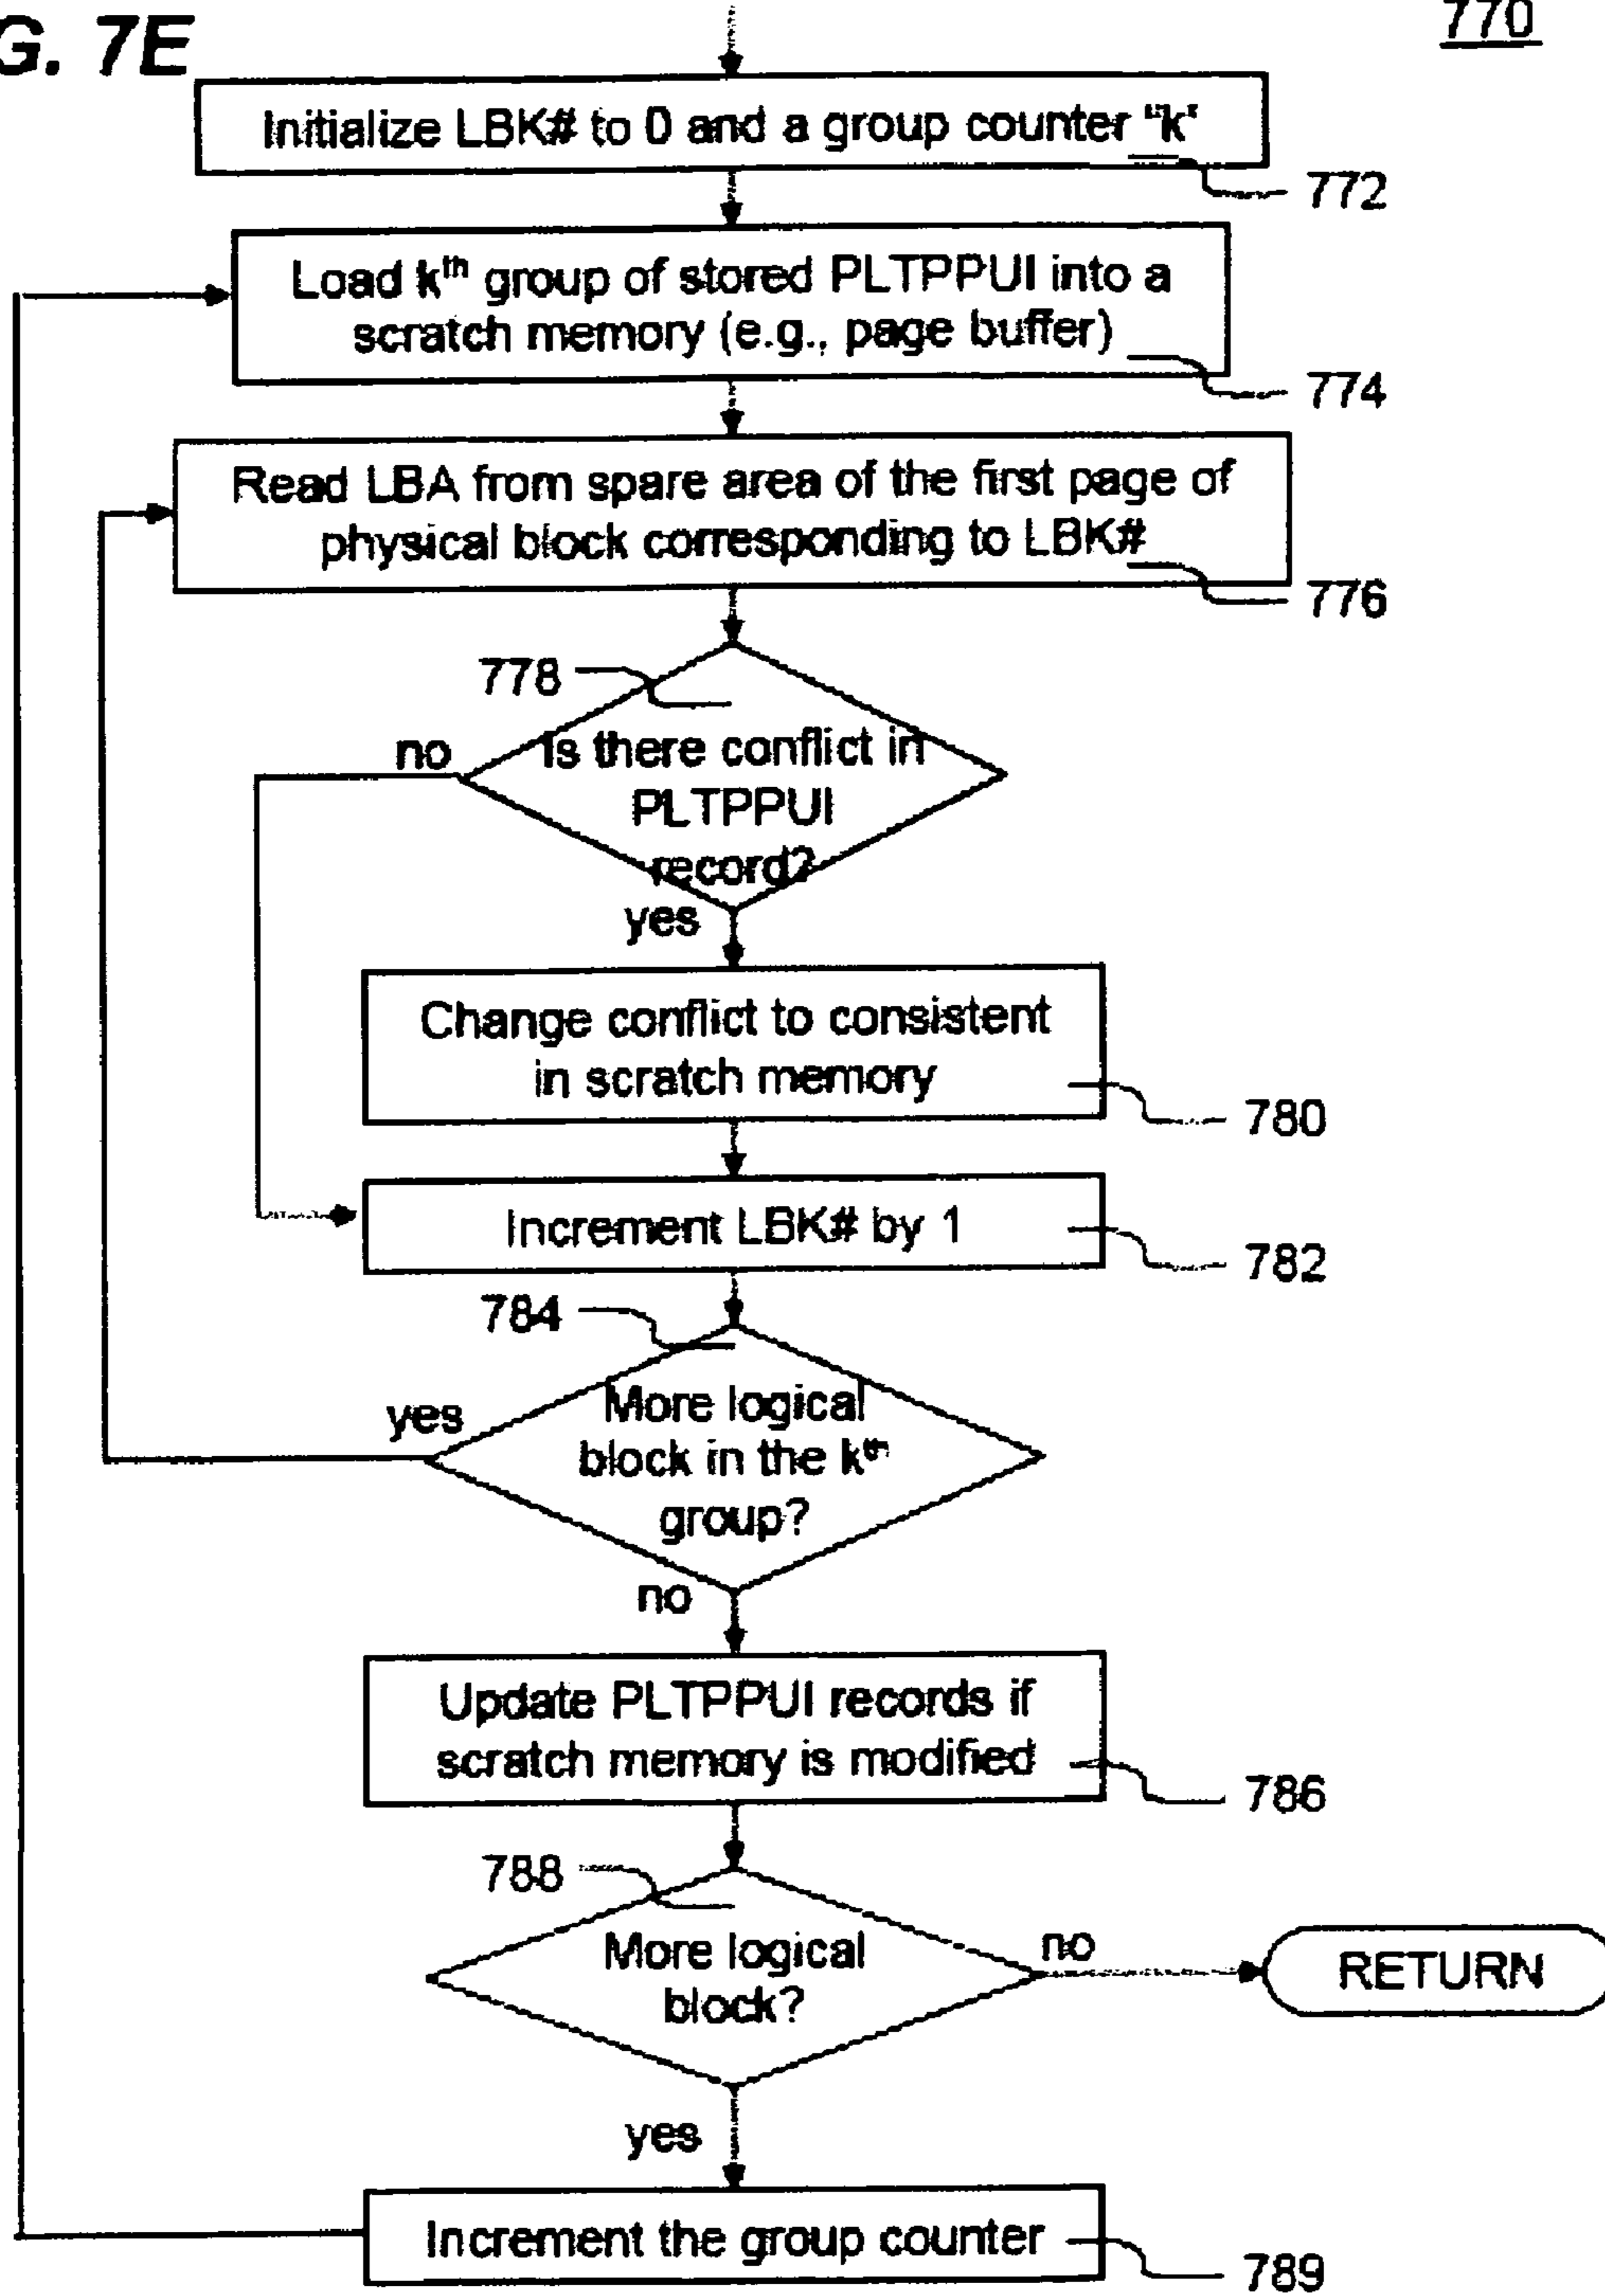 G. 7E
770
Initialize LBK# to 0 and a group counter "k'
772
Load kth group of stored PLTPPUI into a
scratch memory (e.g., page buffer)
774
Read LBA from spare area of the first page of
physical block corresponding to LBK#
776
778
no
Is there conflict in
PLTPPUI
record?
yes
Change conflict to consistent
in scratch memory
780
Increment LBK# by 1
782
784
yes
More logical
block in the kth
group?
no
Update PLTPPUI records if
scratch memory is modified
786
788
More logical
block?
no
RETURN
yes
Increment the group counter
789